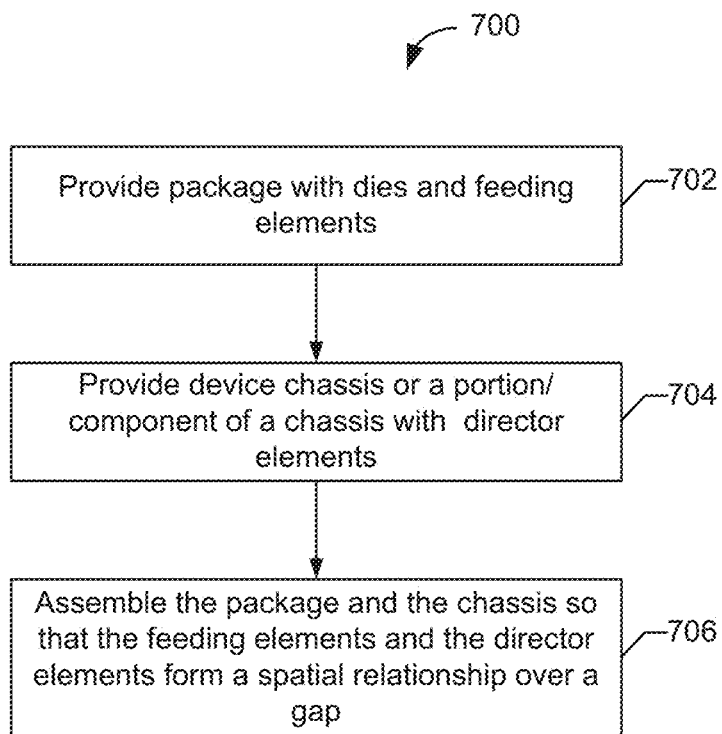 700
Provide package with dies and feeding
elements
702
Provide device chassis or a portion/
component of a chassis with director
elements
704
Assemble the package and the chassis so
that the feeding elements and the director
elements form a spatial relationship over a
gap
706